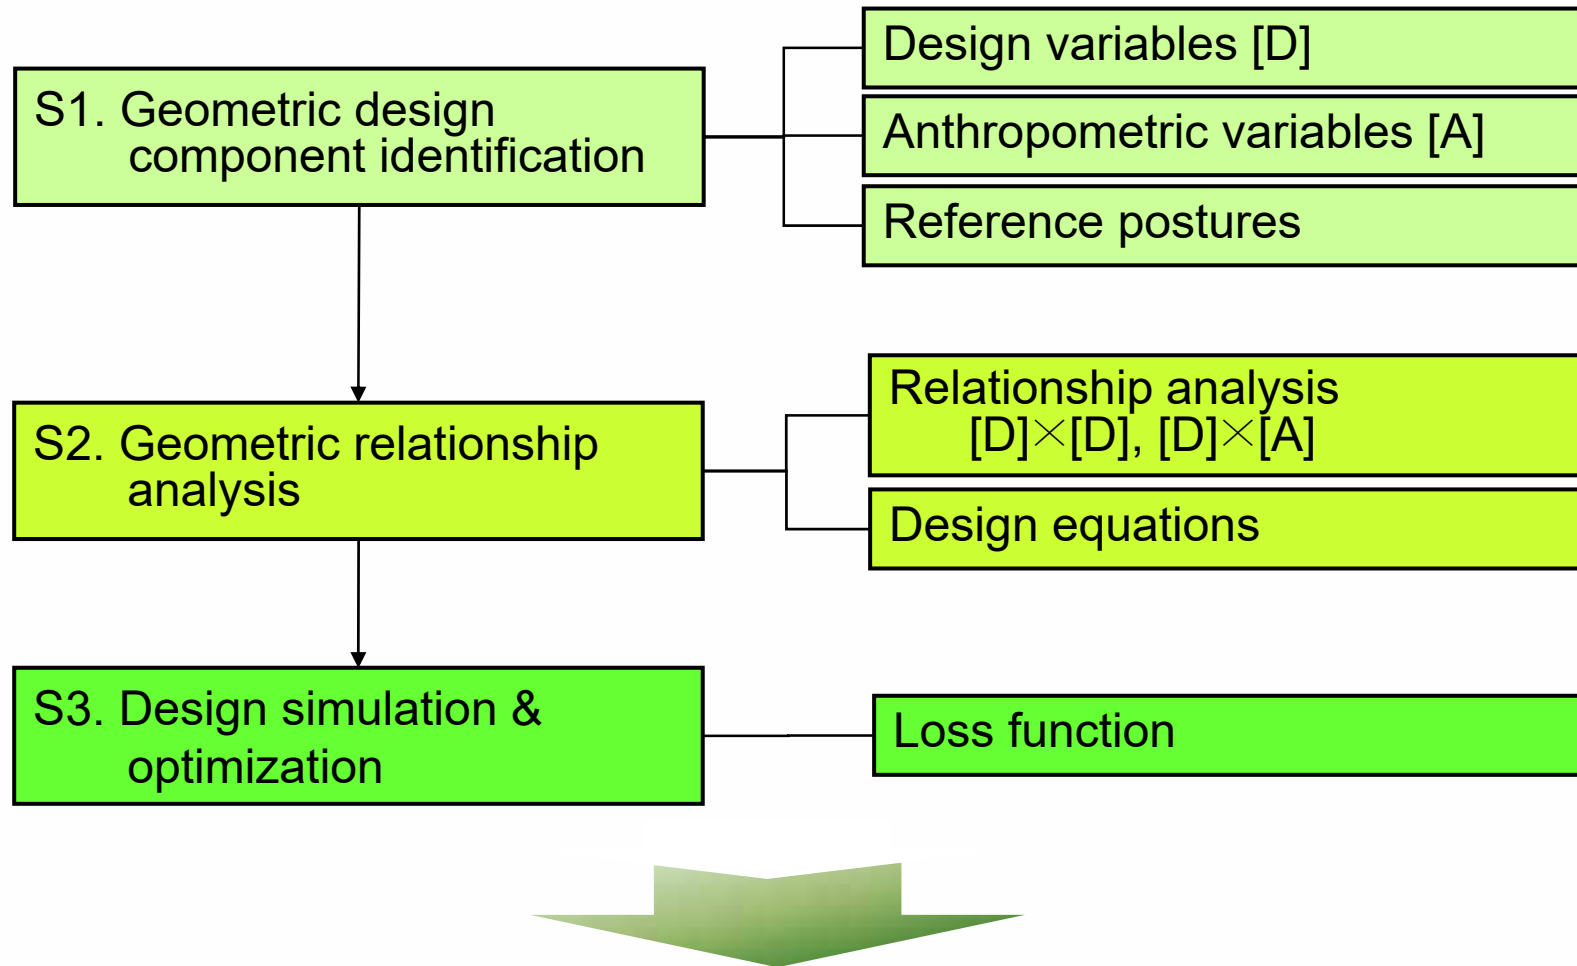 S1. Geometric design
component identification
Design variables [D]
Anthropometric variables [A]
Reference postures
S2. Geometric relationship
analysis
Relationship analysis
[D]×[D], [D]×[A]
Design equations
S3. Design simulation &
optimization
Loss function